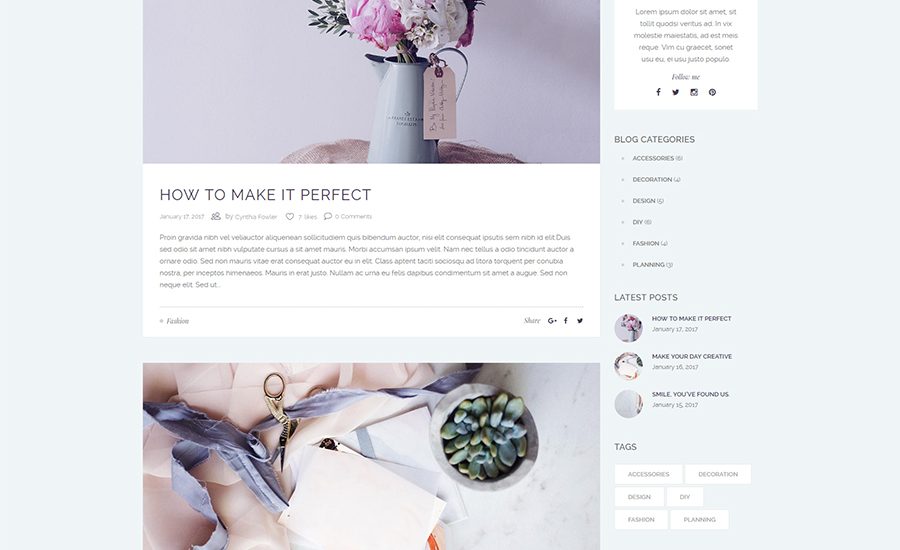 HOW TO MAKE IT PERFECT
January 17, 2017 by Cyntha Fowler 7 likes 0 Comments
Proin gravida nibh vel veliauctor aliquenean sollicitudiem quis bibendum auctor, nisi elit consequat ipsutis sem nibh id elit.Duis
sed odio sit amet nibh vulputate cursus a sit amet mauris. Morbi accumsan ipsum velit. Nam nec tellus a odio tincidunt auctor a
ornare odio. Sed non mauris vitae erat consequat auctor eu in elit. Class aptent taciti sociosqu ad litora torquent per conubia
nostra, per inceptos himenaeos. Mauris in erat justo. Nullam ac urna eu felis dapibus condimentum sit amet a augue. Sed non
neque elit. Sed ut...
Fashion
Share
Lorem ipsum dolor sit amet, sit
tollit quodsi veritus ad. In vix
molestie maiestatis, ad est meis
reque. Vim cu graecet, sonet
usu eu, ei usu justo populo
Follow me
BLOG CATEGORIES
ACCESSORIES (6)
DECORATION (4)
DESIGN (5)
DIY (6)
FASHION (4)
PLANNING (3)
LATEST POSTS
HOW TO MAKE IT PERFECT
January 17, 2017
MAKE YOUR DAY CREATIVE
January 16, 2017
SMILE, YOU'VE FOUND US.
January 15, 2017
TAGS
ACCESSORIES DECORATION
DESIGN DIY
FASHION PLANNING